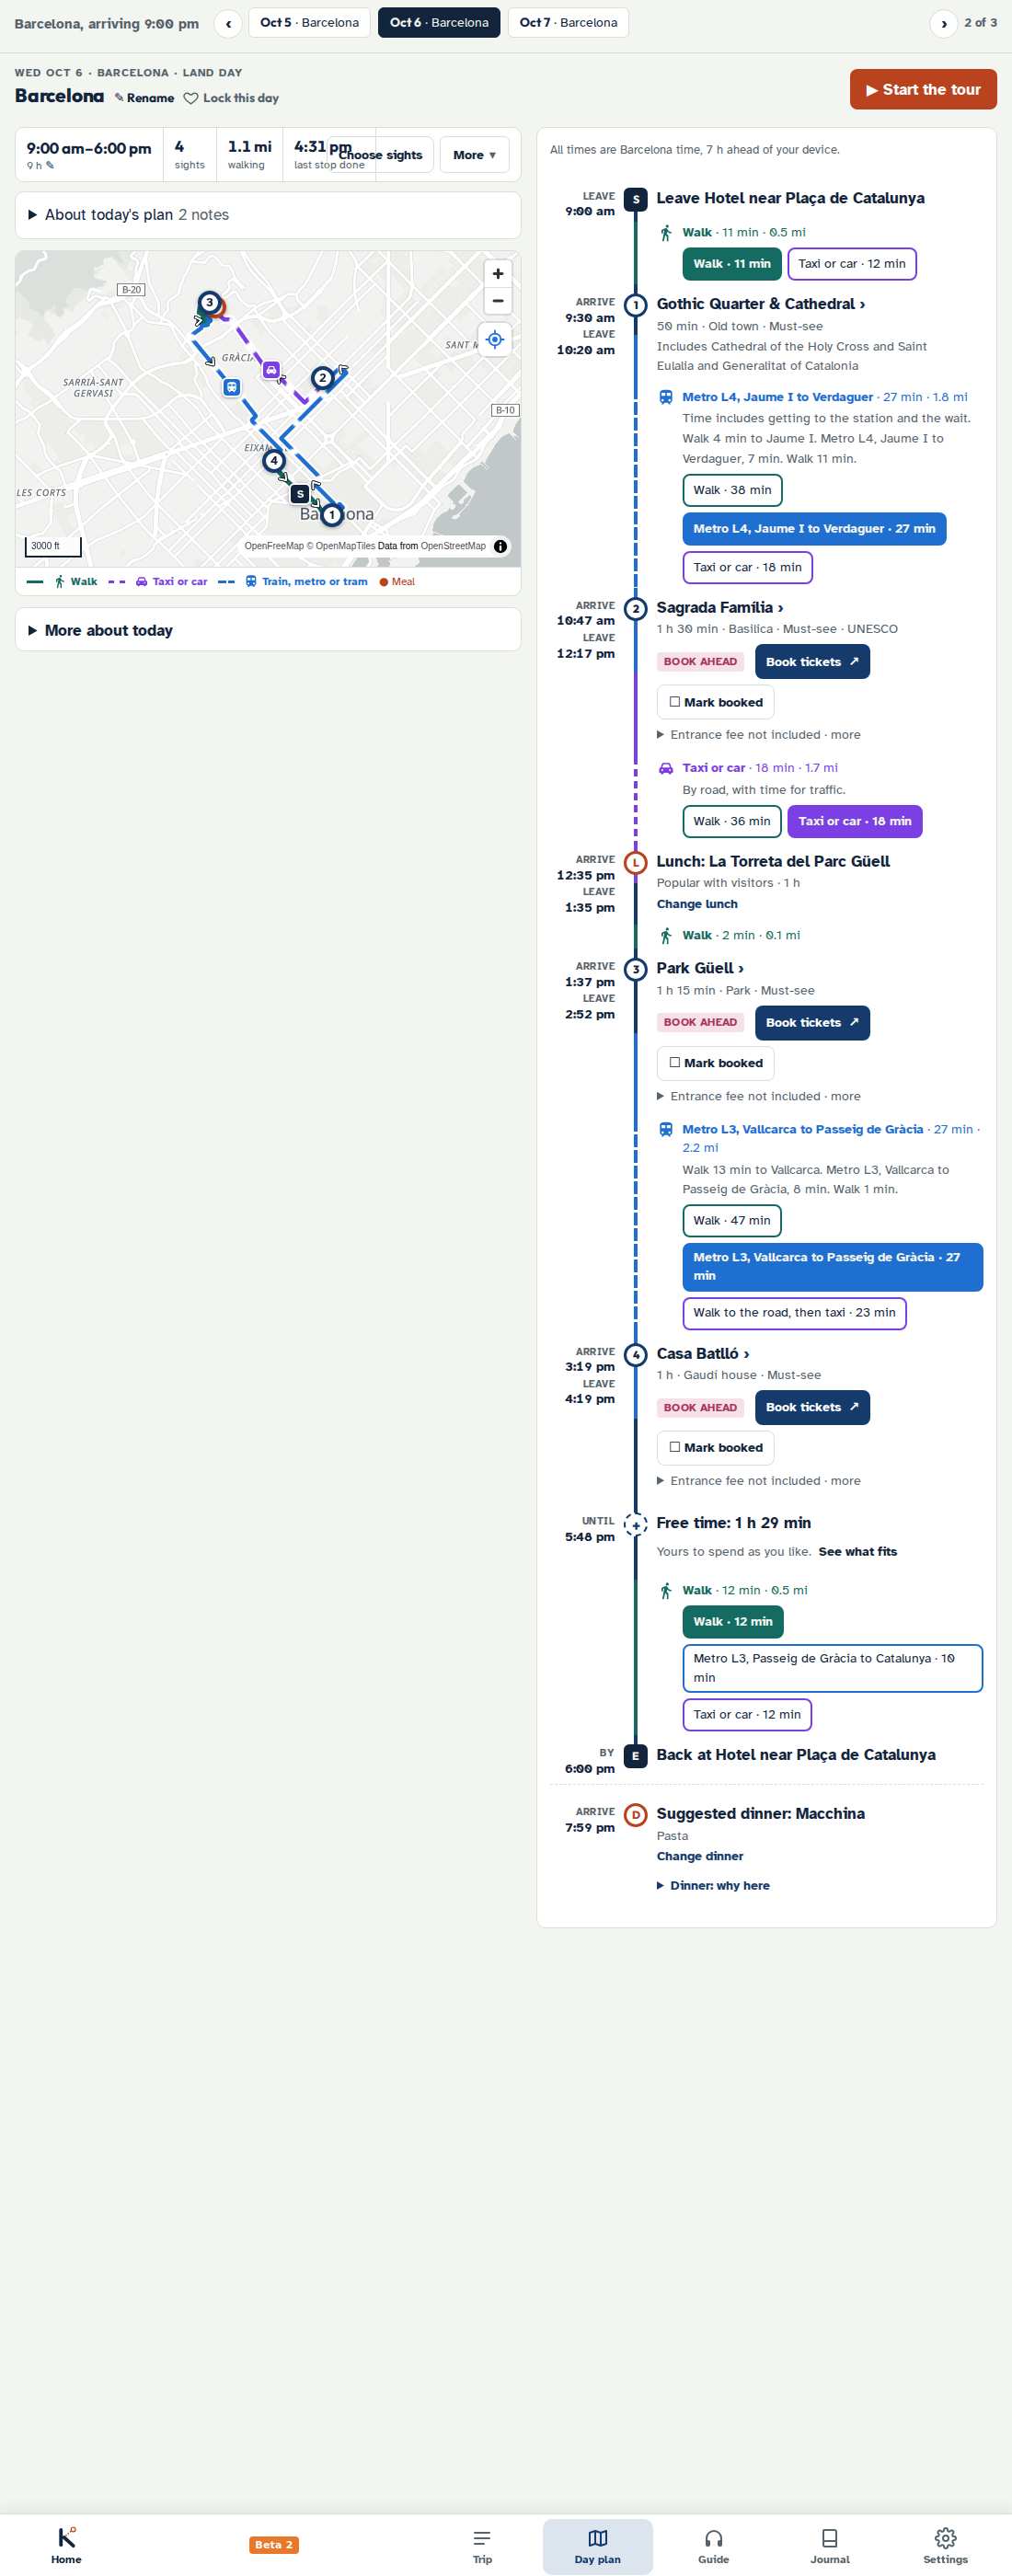 Barcelona, arriving 9:00 pm
‹
Oct 5 · Barcelona
Oct 6 · Barcelona
Oct 7 · Barcelona
›
2 of 3
WED OCT 6 · BARCELONA · LAND DAY
Barcelona ✎ Rename ♡ Lock this day
▶ Start the tour
9:00 am–6:00 pm
9 h ✎
4
sights
1.1 mi
walking
4:31 pm
last stop done
Choose sights
More ▾
▶ About today's plan 2 notes
B-20
3
GRÀCIA
SANT M
SARRIÀ-SANT
GERVASI
2
B-10
4
LES CORTS
S
1
+
−
3000 ft
OpenFreeMap © OpenMapTiles Data from OpenStreetMap
Walk
Taxi or car
Train, metro or tram
Meal
▶ More about today
All times are Barcelona time, 7 h ahead of your device.
LEAVE
9:00 am
S
Leave Hotel near Plaça de Catalunya
Walk · 11 min · 0.5 mi
Walk · 11 min
Taxi or car · 12 min
ARRIVE
9:30 am
LEAVE
10:20 am
1
Gothic Quarter & Cathedral ›
50 min · Old town · Must-see
Includes Cathedral of the Holy Cross and Saint
Eulalia and Generalitat of Catalonia
Metro L4, Jaume I to Verdaguer · 27 min · 1.8 mi
Time includes getting to the station and the wait.
Walk 4 min to Jaume I. Metro L4, Jaume I to
Verdaguer, 7 min. Walk 11 min.
Walk · 38 min
Metro L4, Jaume I to Verdaguer · 27 min
Taxi or car · 18 min
ARRIVE
10:47 am
LEAVE
12:17 pm
2
Sagrada Família ›
1 h 30 min · Basilica · Must-see · UNESCO
BOOK AHEAD
Book tickets ↗
☐ Mark booked
▶ Entrance fee not included · more
Taxi or car · 18 min · 1.7 mi
By road, with time for traffic.
Walk · 36 min
Taxi or car · 18 min
ARRIVE
12:35 pm
LEAVE
1:35 pm
L
Lunch: La Torreta del Parc Güell
Popular with visitors · 1 h
Change lunch
Walk · 2 min · 0.1 mi
ARRIVE
1:37 pm
LEAVE
2:52 pm
3
Park Güell ›
1 h 15 min · Park · Must-see
BOOK AHEAD
Book tickets ↗
☐ Mark booked
▶ Entrance fee not included · more
Metro L3, Vallcarca to Passeig de Gràcia · 27 min ·
2.2 mi
Walk 13 min to Vallcarca. Metro L3, Vallcarca to
Passeig de Gràcia, 8 min. Walk 1 min.
Walk · 47 min
Metro L3, Vallcarca to Passeig de Gràcia · 27
min
Walk to the road, then taxi · 23 min
ARRIVE
3:19 pm
LEAVE
4:19 pm
4
Casa Batlló ›
1 h · Gaudí house · Must-see
BOOK AHEAD
Book tickets ↗
☐ Mark booked
▶ Entrance fee not included · more
UNTIL
5:48 pm
+
Free time: 1 h 29 min
Yours to spend as you like. See what fits
Walk · 12 min · 0.5 mi
Walk · 12 min
Metro L3, Passeig de Gràcia to Catalunya · 10
min
Taxi or car · 12 min
BY
6:00 pm
E
Back at Hotel near Plaça de Catalunya
ARRIVE
7:59 pm
D
Suggested dinner: Macchina
Pasta
Change dinner
▶ Dinner: why here
Home
Beta 2
Trip
Day plan
Guide
Journal
Settings